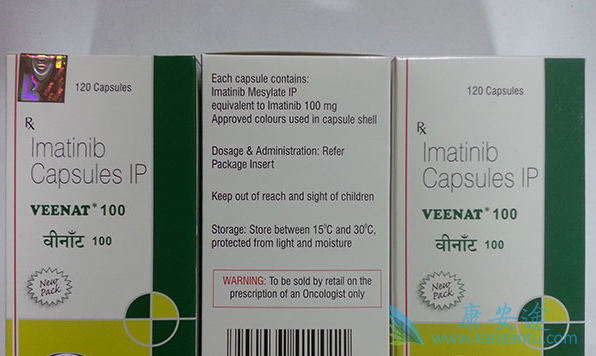 120 Capsules
Rx
Imatinib
Capsules IP
VEENAT* 100
वीनॉट 100
New
Pack
Each capsule contains:
Imatinib Mesylate IP
equivalent to Imatinib 100 mg
Approved colours used in capsule shell
Dosage & Administration: Refer
Package Insert
Keep out of reach and sight of children
Storage: Store between 15°C and 30°C,
protected from light and moisture
WARNING: To be sold by retail on the
prescription of an Oncologist only
120 Capsules
Rx
Imatinib
Capsules IP
VEENAT* 100
वीनॉट 100
New
Pack
康安途
www.kangantu.com